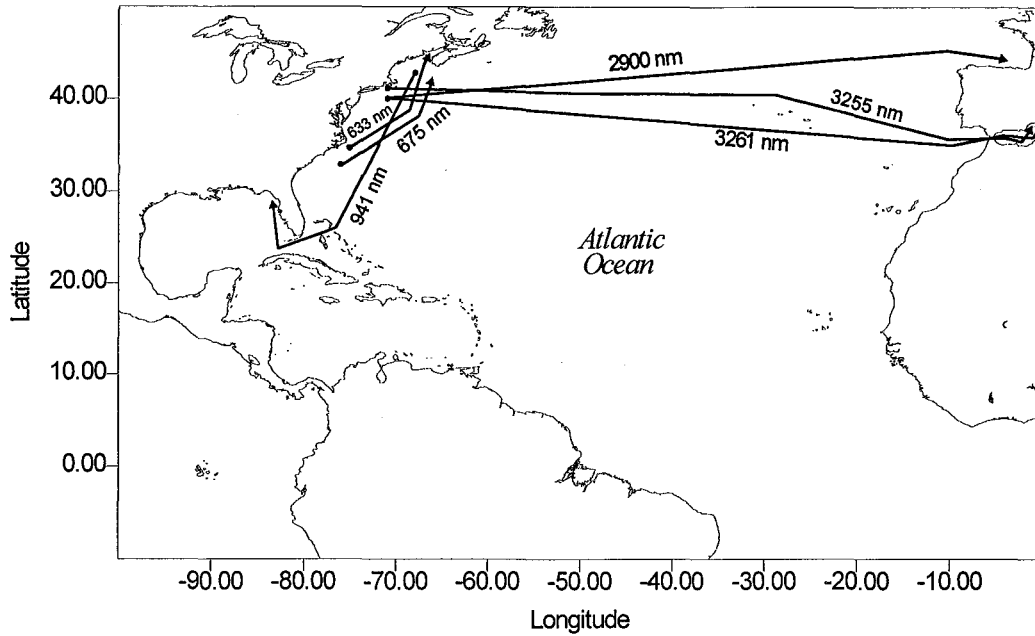 2900 nm
40.00
633 nm
3255 nm
675 nm
3261 nm
30.00
941 nm
Atlantic
Ocean
Latitude
20.00
10.00
0.00
-90.00 -80.00 -70.00 -60.00 -50.00 -40.00 -30.00 -20.00 -10.00
Longitude